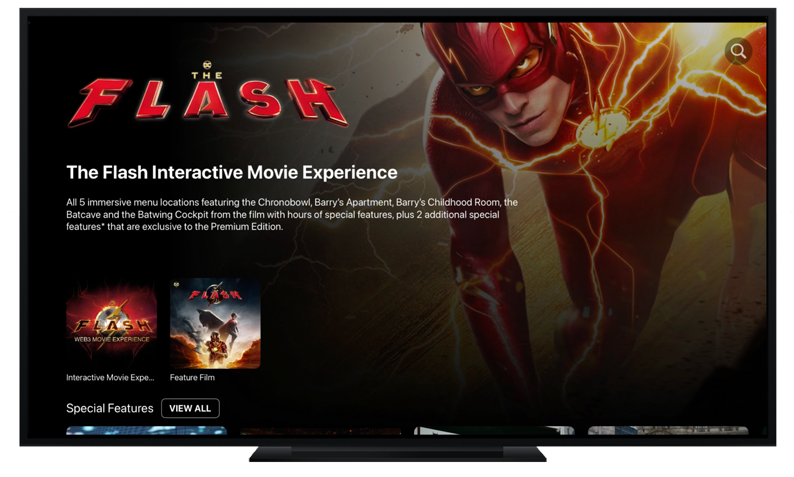 DC
THE
FLASH
The Flash Interactive Movie Experience
All 5 immersive menu locations featuring the Chronobowl, Barry's Apartment, Barry's Childhood Room, the
Batcave and the Batwing Cockpit from the film with hours of special features, plus 2 additional special
features* that are exclusive to the Premium Edition.
FLASH
WEB3 MOVIE EXPERIENCE
FLASH
Interactive Movie Expe...
Feature Film
Special Features
VIEW ALL